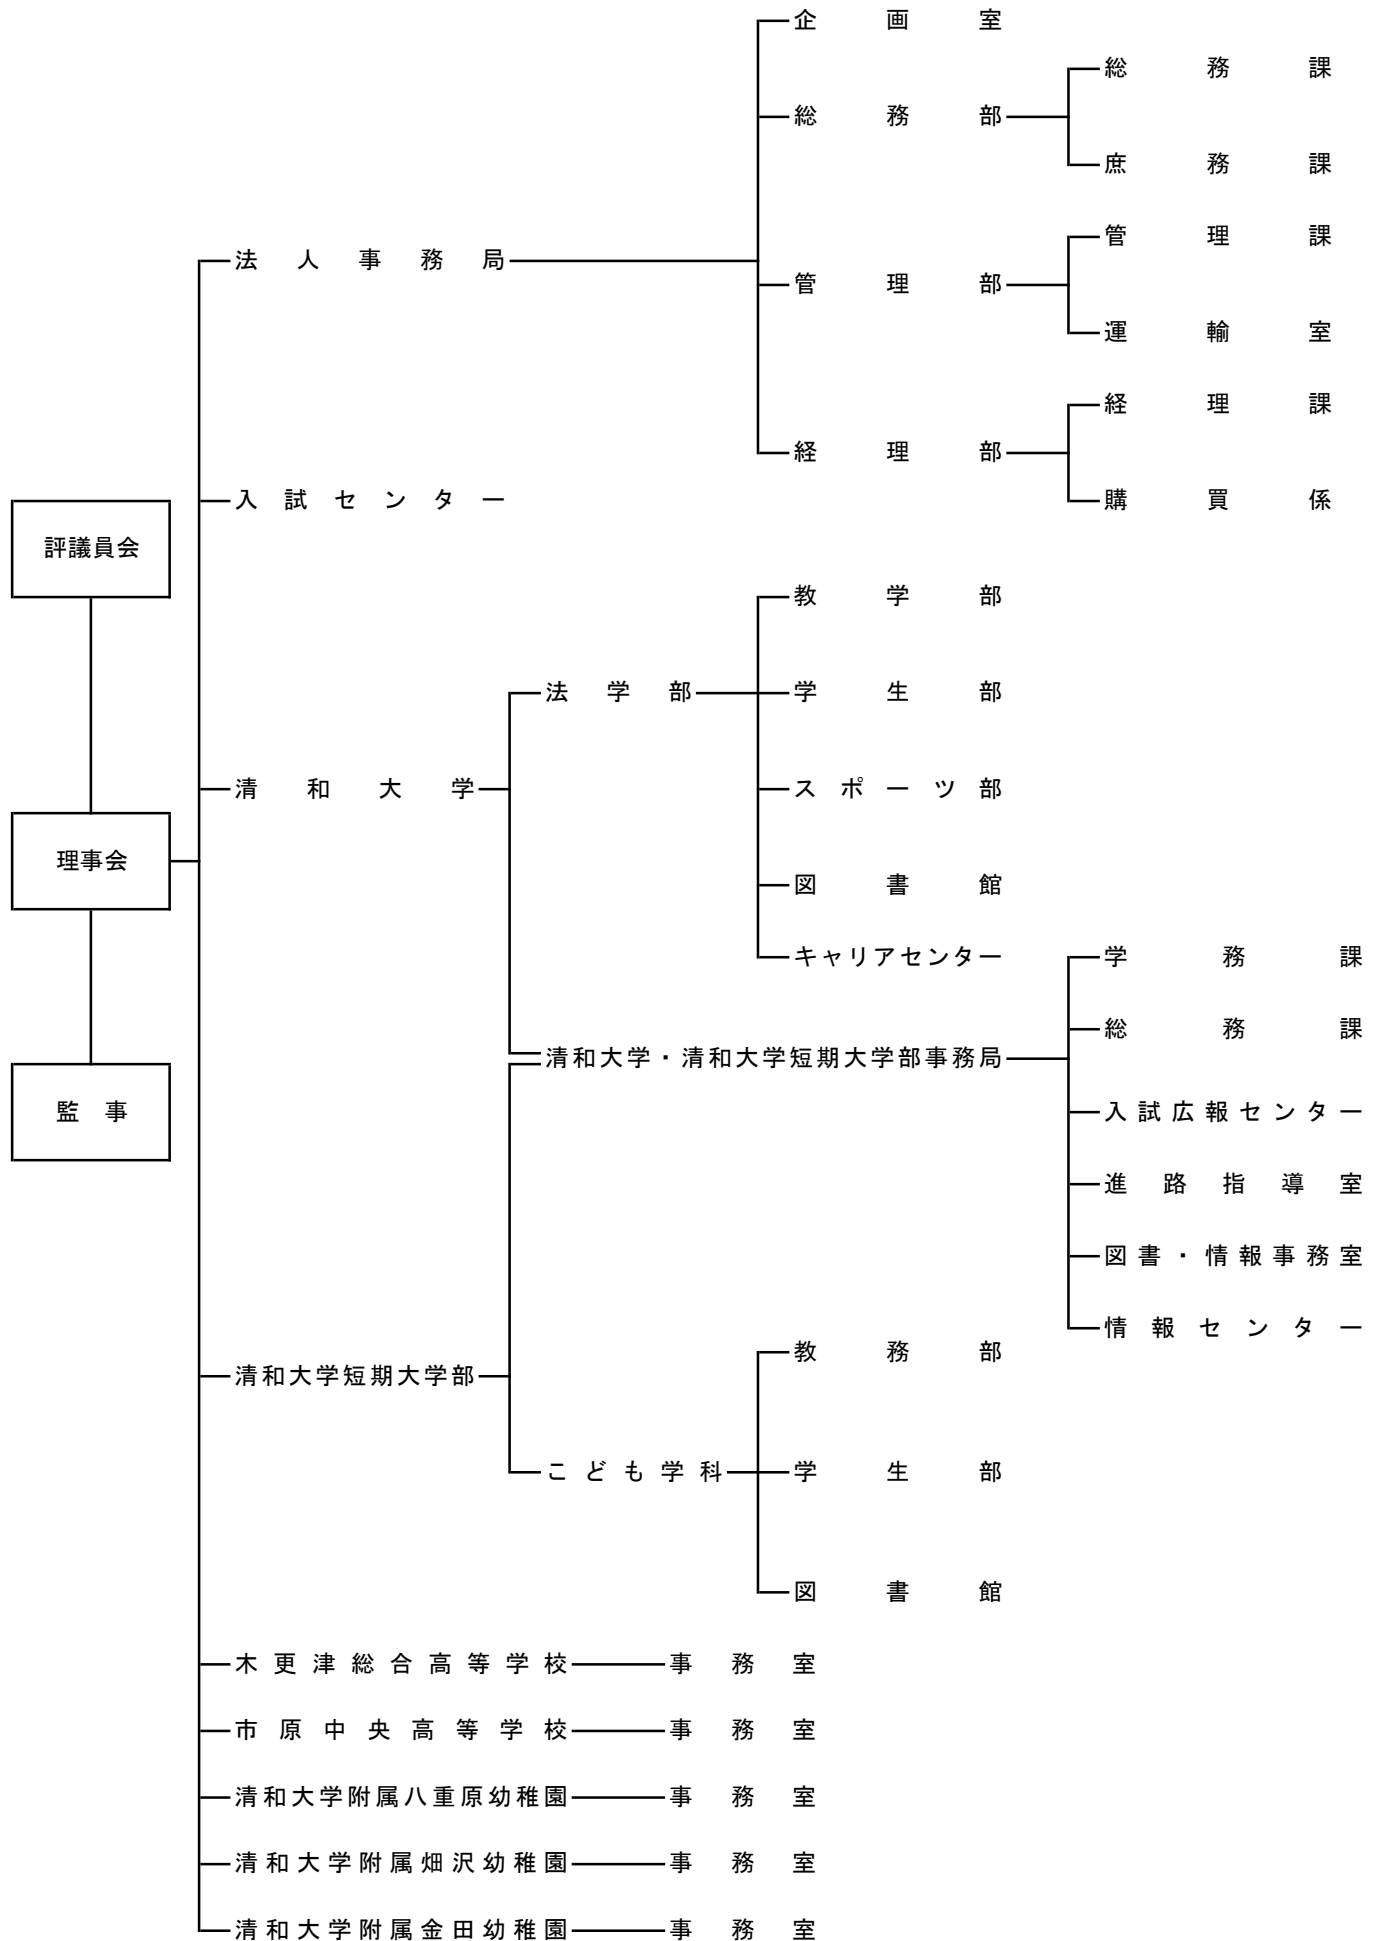 企画室
総務課
総務部
庶務課
管理課
法人事務局
管理部
運輸室
経理課
経理部
入試センター
購買係
評議員会
教学部
法学部
学生部
清和大学
スポーツ部
理事会
図書館
キャリアセンター
学務課
総務課
清和大学・清和大学短期大学部事務局
監事
入試広報センター
進路指導室
図書・情報事務室
情報センター
教務部
清和大学短期大学部
こども学科
学生部
図書館
木更津総合高等学校 事務室
市原中央高等学校 事務室
清和大学附属八重原幼稚園 事務室
清和大学附属畑沢幼稚園 事務室
清和大学附属金田幼稚園 事務室